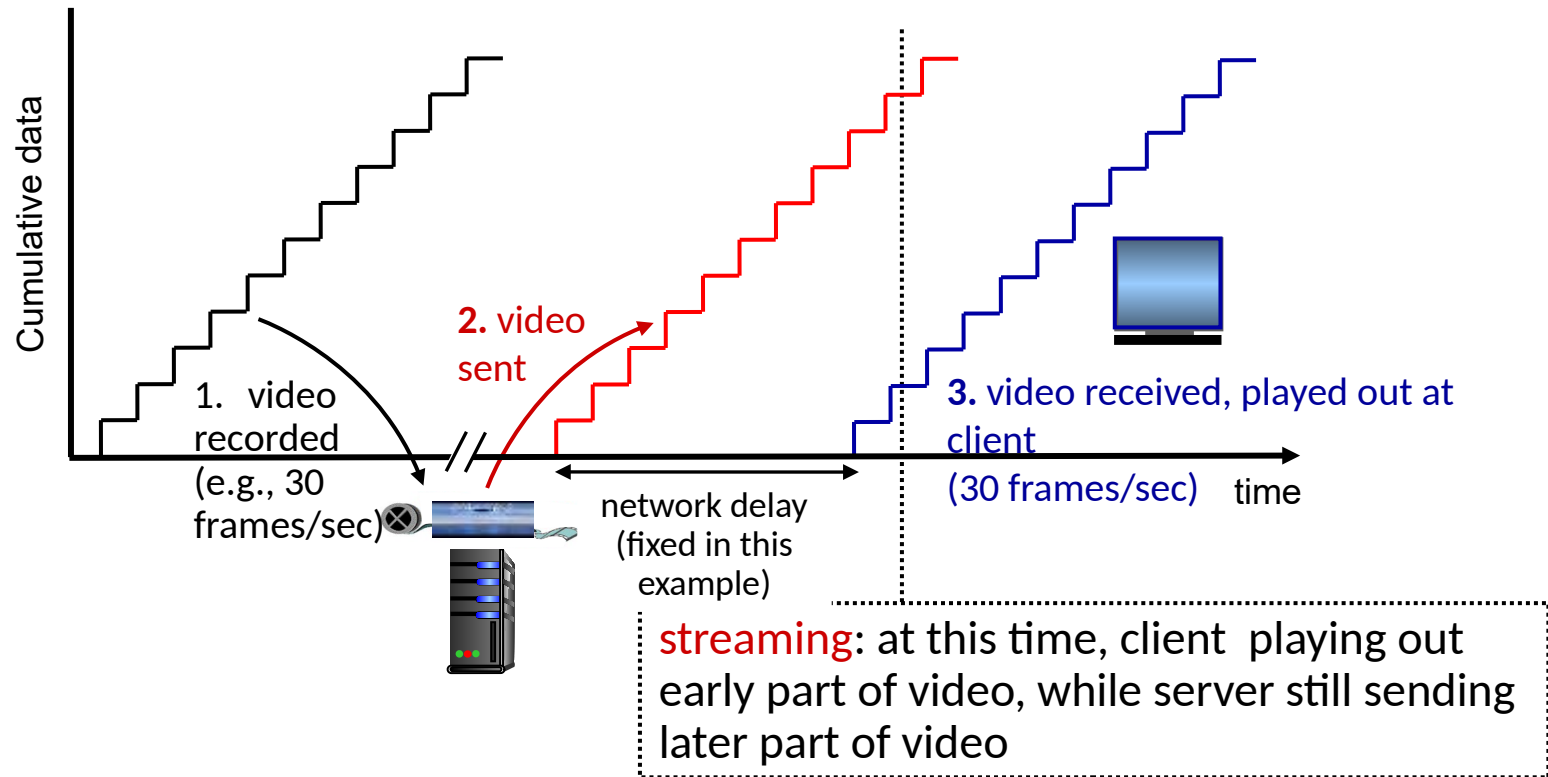 Cumulative data
1. video
recorded
(e.g., 30
frames/sec)
2. video
sent
3. video received, played out at
client
(30 frames/sec)
time
network delay
(fixed in this
example)
streaming: at this time, client playing out
early part of video, while server still sending
later part of video